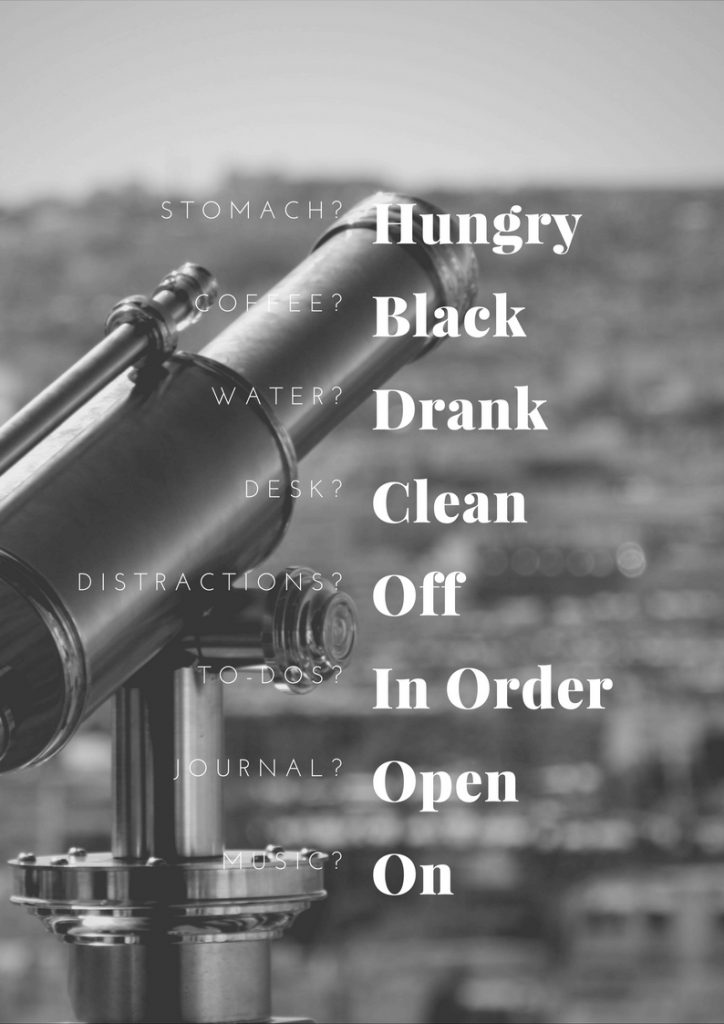 STOMACH? Hungry
COFFEE? Black
WATER? Drank
DESK? Clean
DISTRACTIONS? Off
TO-DOS? In Order
JOURNAL? Open
MUSIC? On